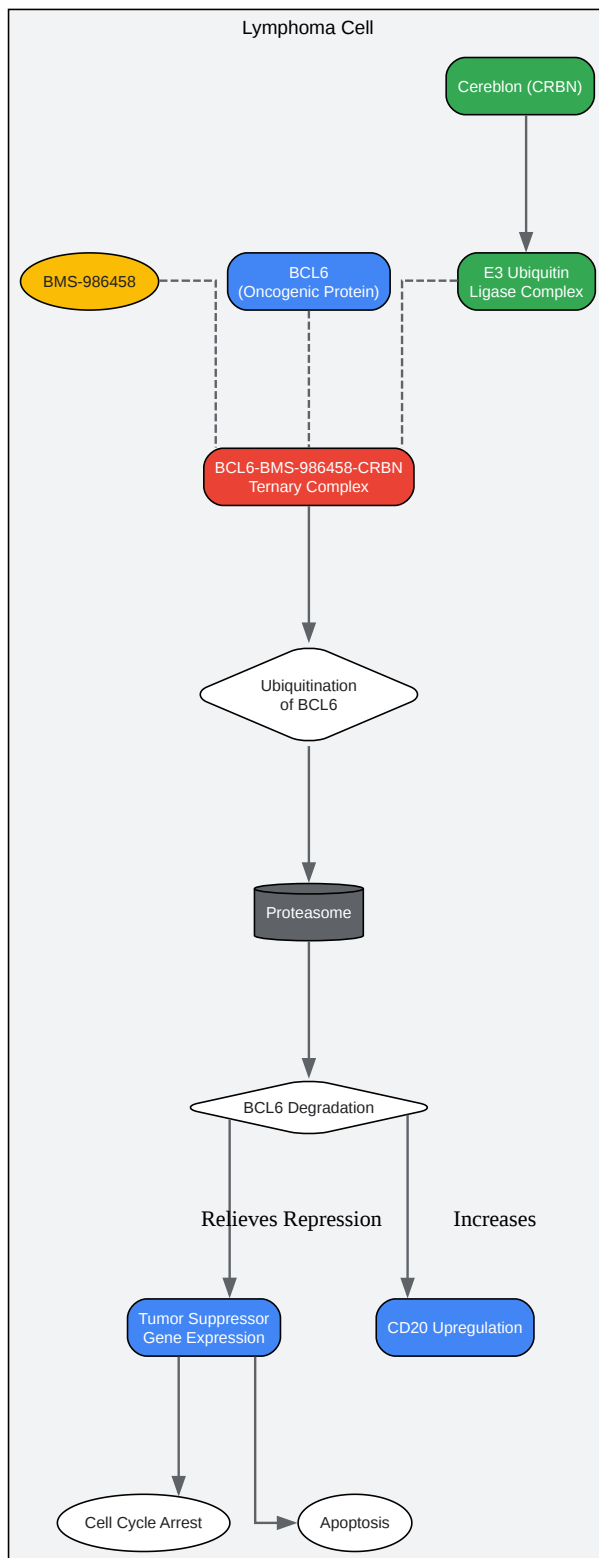 Lymphoma Cell
Cereblon (CRBN)
BMS-986458
BCL6
(Oncogenic Protein)
E3 Ubiquitin
Ligase Complex
BCL6-BMS-986458-CRBN
Ternary Complex
Ubiquitination
of BCL6
Proteasome
BCL6 Degradation
Relieves Repression
Increases
Tumor Suppressor
Gene Expression
CD20 Upregulation
Cell Cycle Arrest
Apoptosis